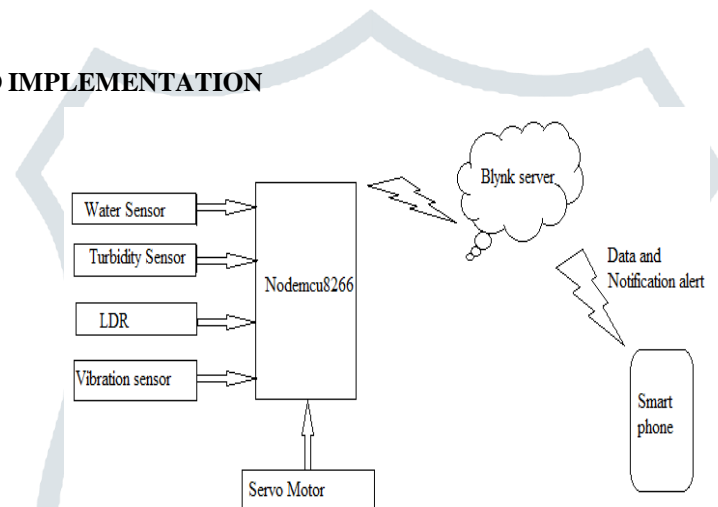 IMPLEMENTATION
Blynk server
Water Sensor
Turbidity Sensor
Nodemcu8266
Data and
Notification alert
LDR
Vibration sensor
Smart
phone
Servo Motor